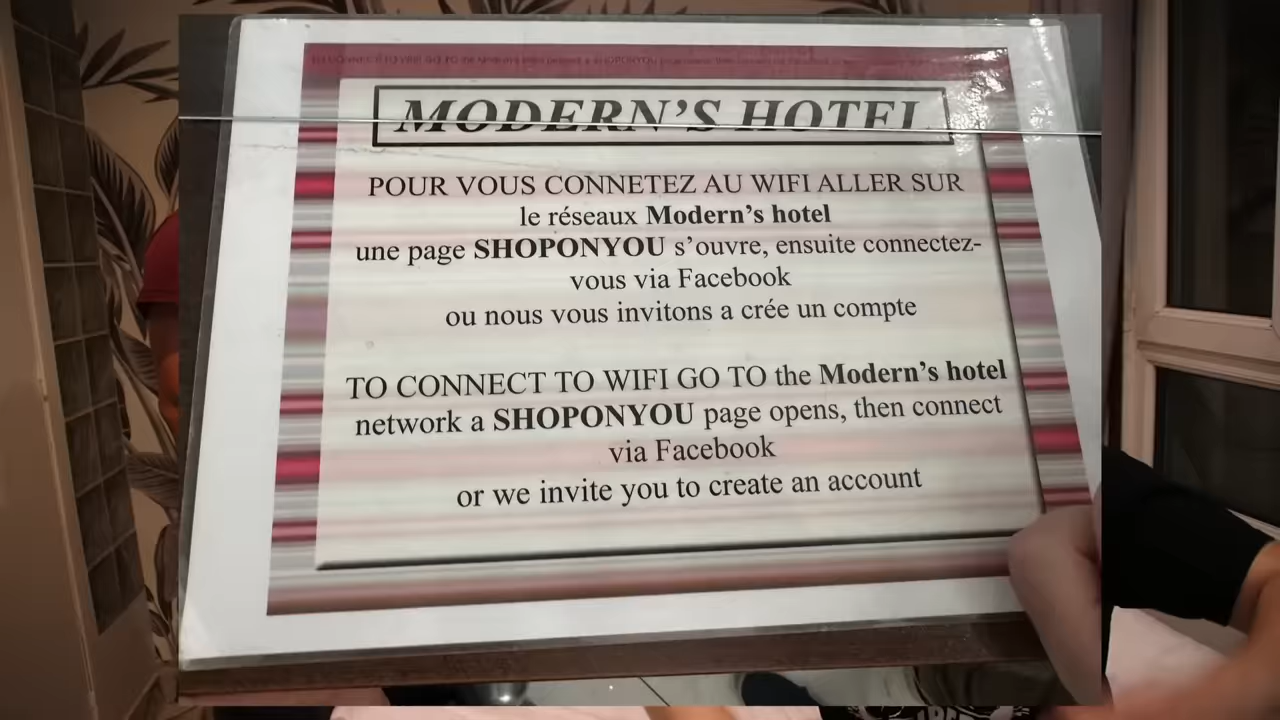 MODERN'S HOTEL
POUR VOUS CONNETEZ AU WIFI ALLER SUR
le réseaux Modern's hotel
une page SHOPONYOU s'ouvre, ensuite connectez-
vous via Facebook
ou nous vous invitons a crée un compte
TO CONNECT TO WIFI GO TO the Modern's hotel
network a SHOPONYOU page opens, then connect
via Facebook
or we invite you to create an account